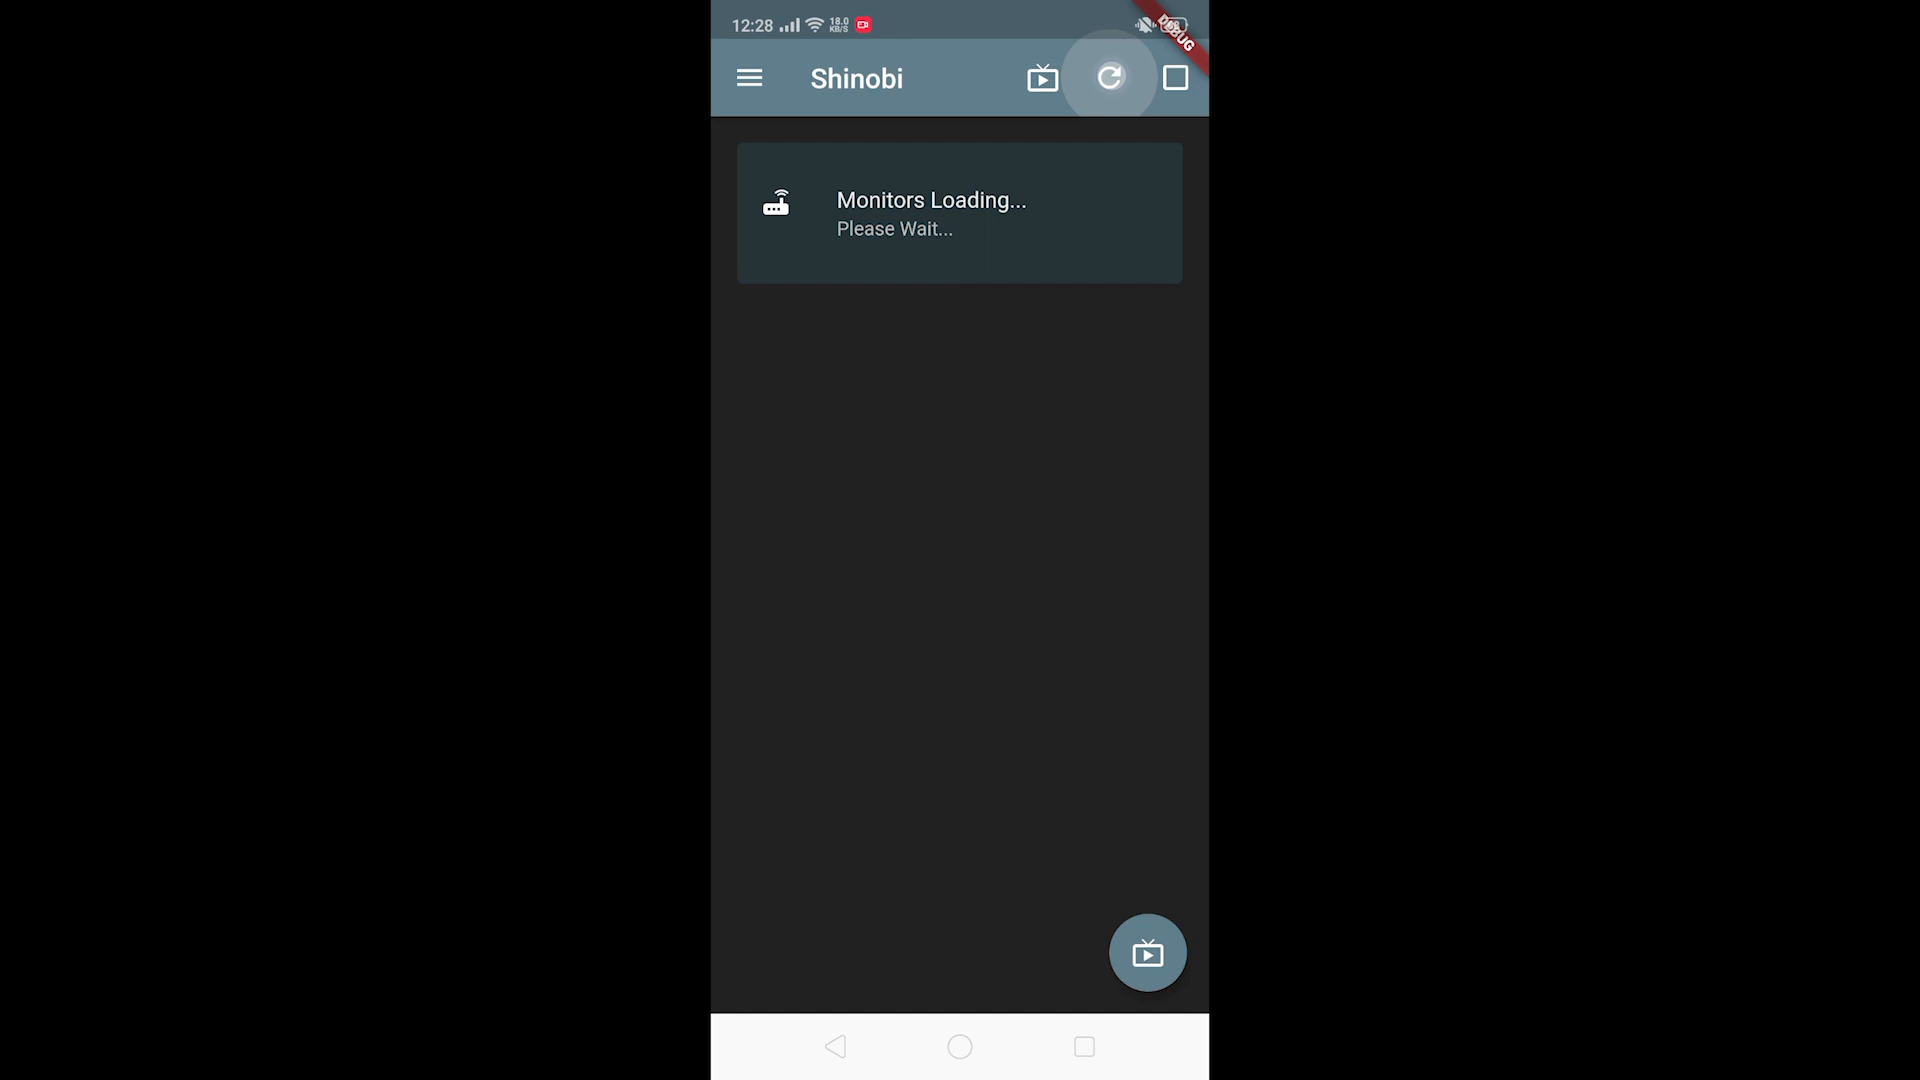 12:28 18.0 KB/S
DEBUG
Shinobi
Monitors Loading...
Please Wait...